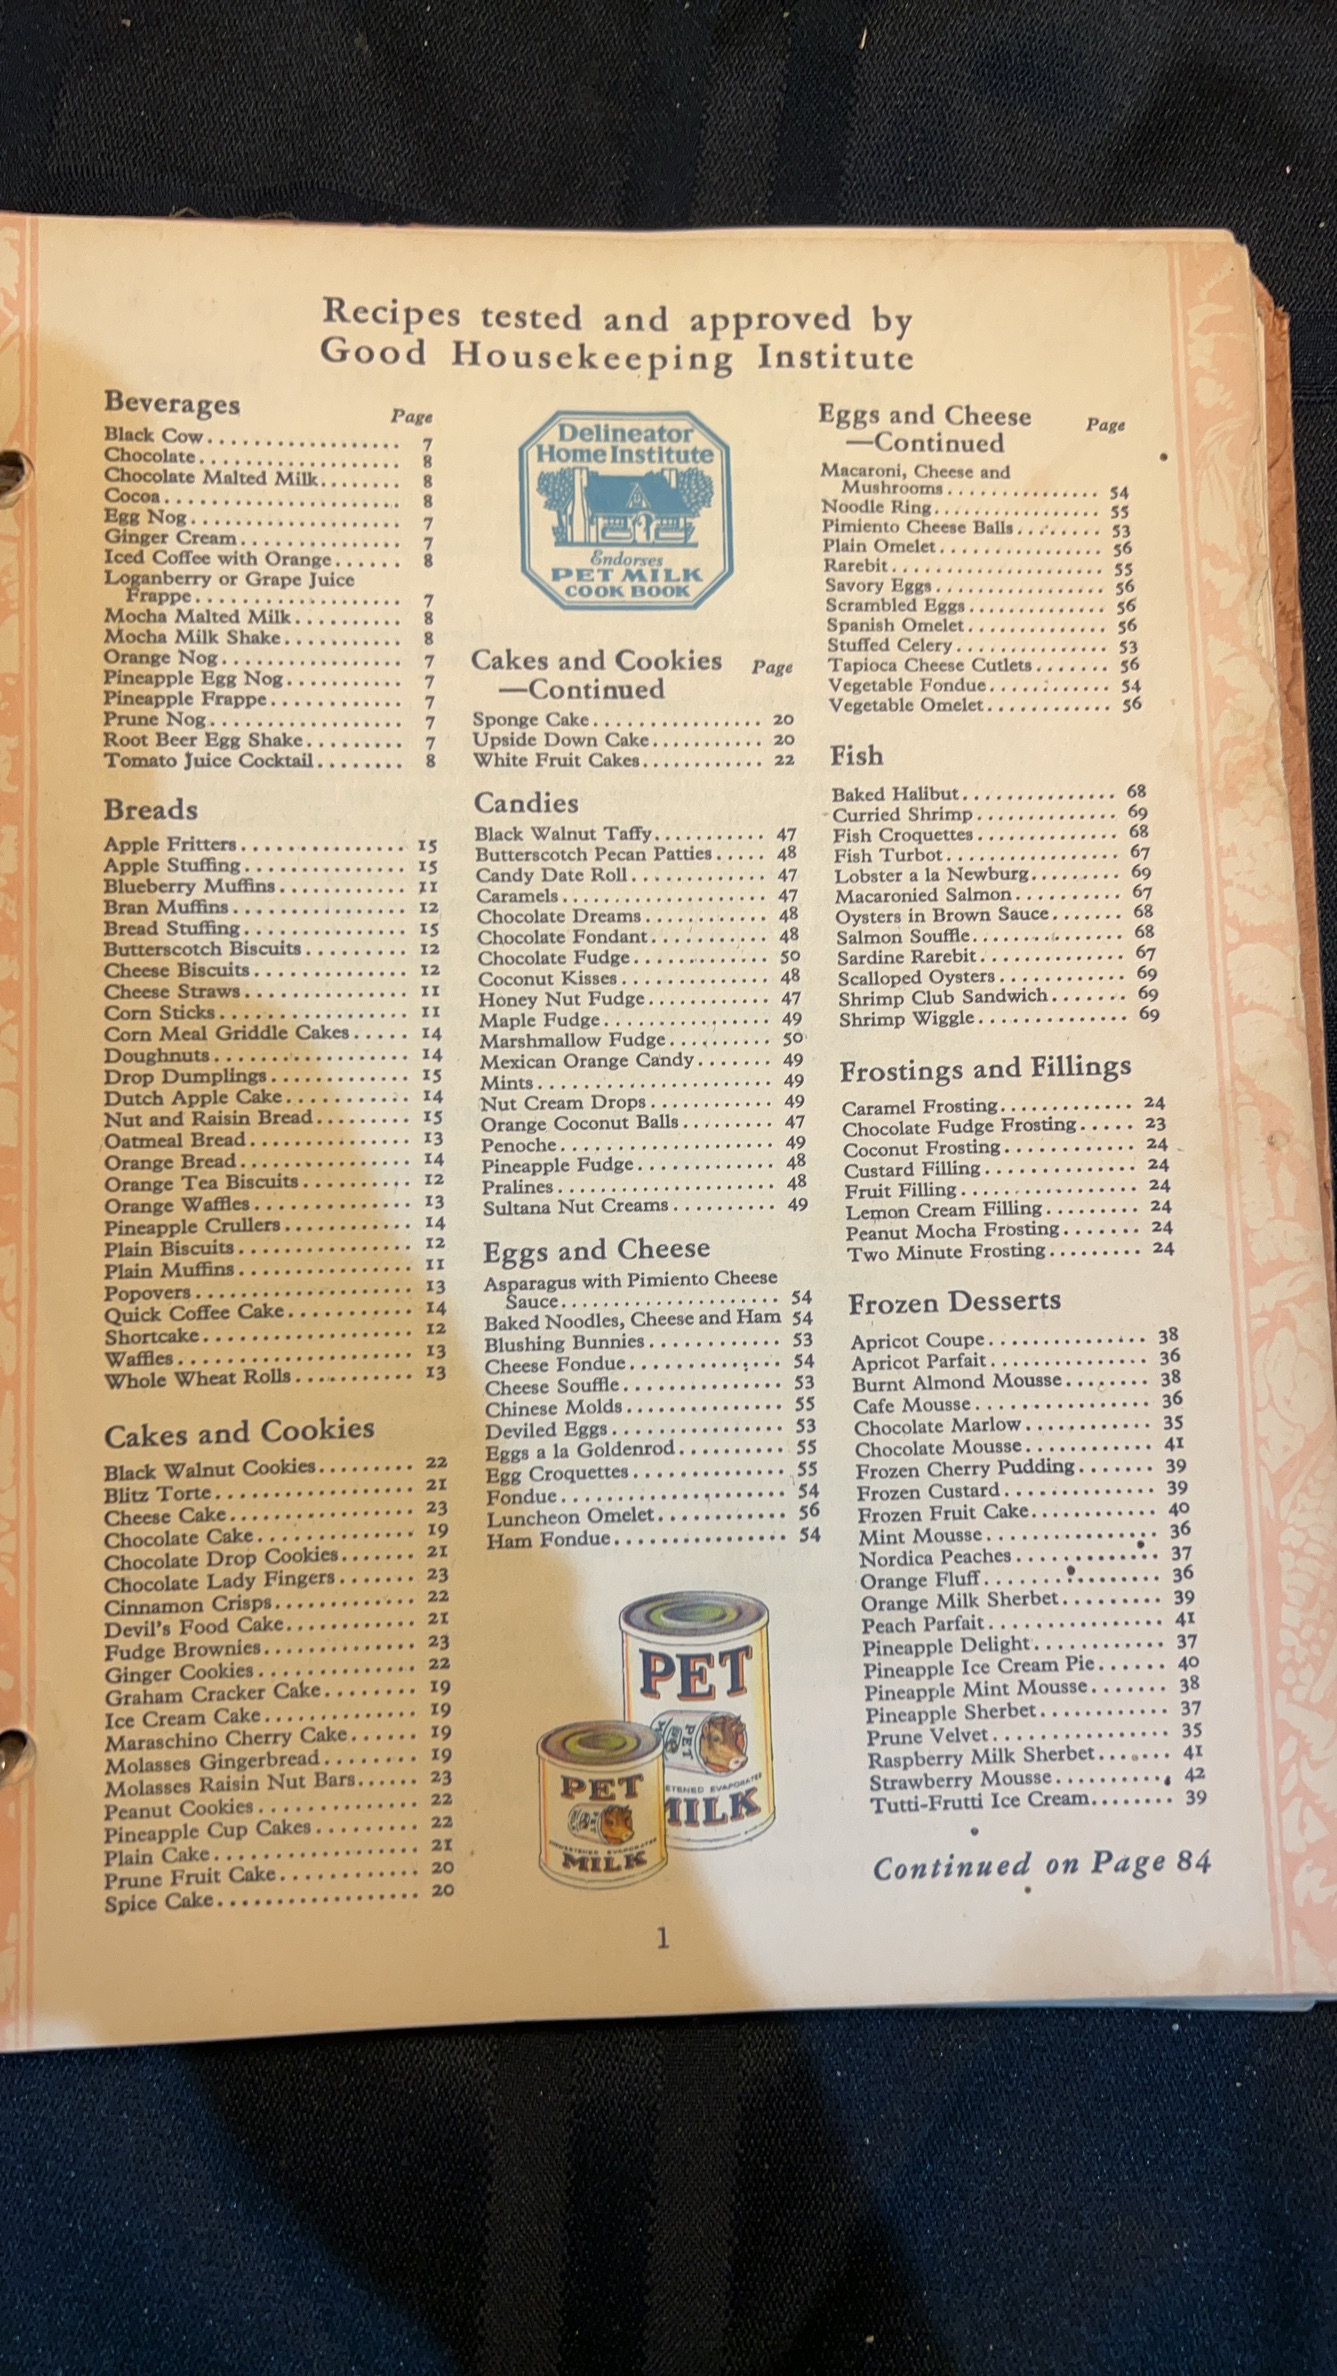 Recipes tested and approved by
Good Housekeeping Institute
Beverages
Page
Black Cow.................. 7
Chocolate.................. 8
Chocolate Malted Milk........ 8
Cocoa.................. 8
Egg Nog.................. 7
Ginger Cream.............. 7
Iced Coffee with Orange...... 8
Loganberry or Grape Juice
Frappe.................. 7
Mocha Malted Milk.......... 8
Mocha Milk Shake........... 8
Orange Nog................ 7
Pineapple Egg Nog........... 7
Pineapple Frappe............ 7
Prune Nog................. 7
Root Beer Egg Shake......... 7
Tomato Juice Cocktail........ 8
Breads
Apple Fritters............... 15
Apple Stuffing............... 15
Blueberry Muffins........... 11
Bran Muffins............... 12
Bread Stuffing.............. 15
Butterscotch Biscuits......... 12
Cheese Biscuits.............. 12
Cheese Straws............... 11
Corn Sticks................. 11
Corn Meal Griddle Cakes..... 14
Doughnuts.................. 14
Drop Dumplings............. 15
Dutch Apple Cake............ 14
Nut and Raisin Bread......... 15
Oatmeal Bread.............. 13
Orange Bread............... 14
Orange Tea Biscuits.......... 12
Orange Waffles.............. 13
Pineapple Crullers........... 14
Plain Biscuits............... 12
Plain Muffins............... 11
Popovers................... 13
Quick Coffee Cake........... 14
Shortcake.................. 12
Waffles.................... 13
Whole Wheat Rolls........... 13
Cakes and Cookies
Black Walnut Cookies......... 22
Blitz Torte................. 21
Cheese Cake................ 23
Chocolate Cake.............. 19
Chocolate Drop Cookies....... 21
Chocolate Lady Fingers....... 23
Cinnamon Crisps............. 22
Devil's Food Cake............ 21
Fudge Brownies.............. 23
Ginger Cookies.............. 22
Graham Cracker Cake........ 19
Ice Cream Cake.............. 19
Maraschino Cherry Cake...... 19
Molasses Gingerbread........ 19
Molasses Raisin Nut Bars...... 23
Peanut Cookies.............. 22
Pineapple Cup Cakes......... 22
Plain Cake.................. 21
Prune Fruit Cake............ 20
Spice Cake.................. 20
Delineator
Home Institute
Endorses
PET MILK
COOK BOOK
Cakes and Cookies Page
—Continued
Sponge Cake................ 20
Upside Down Cake........... 20
White Fruit Cakes............ 22
Candies
Black Walnut Taffy........... 47
Butterscotch Pecan Patties..... 48
Candy Date Roll............. 47
Caramels................... 47
Chocolate Dreams............ 48
Chocolate Fondant........... 48
Chocolate Fudge............. 50
Coconut Kisses.............. 48
Honey Nut Fudge............ 47
Maple Fudge................ 49
Marshmallow Fudge.......... 50
Mexican Orange Candy....... 49
Mints...................... 49
Nut Cream Drops............ 49
Orange Coconut Balls......... 47
Penoche.................... 49
Pineapple Fudge............. 48
Pralines.................... 48
Sultana Nut Creams.......... 49
Eggs and Cheese
Asparagus with Pimiento Cheese
Sauce..................... 54
Baked Noodles, Cheese and Ham 54
Blushing Bunnies............ 53
Cheese Fondue.............. 54
Cheese Souffle............... 53
Chinese Molds............... 55
Deviled Eggs................ 53
Eggs a la Goldenrod.......... 55
Egg Croquettes.............. 55
Fondue..................... 54
Luncheon Omelet............ 56
Ham Fondue................ 54
PET
MILK
PET
MILK
Eggs and Cheese Page
—Continued
Macaroni, Cheese and
Mushrooms............... 54
Noodle Ring................. 55
Pimiento Cheese Balls......... 53
Plain Omelet................ 56
Rarebit..................... 55
Savory Eggs................. 56
Scrambled Eggs.............. 56
Spanish Omelet.............. 56
Stuffed Celery............... 53
Tapioca Cheese Cutlets....... 56
Vegetable Fondue............ 54
Vegetable Omelet............ 56
Fish
Baked Halibut............... 68
Curried Shrimp.............. 69
Fish Croquettes.............. 68
Fish Turbot................. 67
Lobster a la Newburg......... 69
Macaronied Salmon.......... 67
Oysters in Brown Sauce....... 68
Salmon Souffle............... 68
Sardine Rarebit.............. 67
Scalloped Oysters............ 69
Shrimp Club Sandwich....... 69
Shrimp Wiggle.............. 69
Frostings and Fillings
Caramel Frosting............. 24
Chocolate Fudge Frosting..... 23
Coconut Frosting............ 24
Custard Filling.............. 24
Fruit Filling................. 24
Lemon Cream Filling......... 24
Peanut Mocha Frosting....... 24
Two Minute Frosting......... 24
Frozen Desserts
Apricot Coupe............... 38
Apricot Parfait............... 36
Burnt Almond Mousse........ 38
Cafe Mousse................ 36
Chocolate Marlow............ 35
Chocolate Mousse............ 41
Frozen Cherry Pudding....... 39
Frozen Custard.............. 39
Frozen Fruit Cake............ 40
Mint Mousse................ 36
Nordica Peaches............. 37
Orange Fluff................ 36
Orange Milk Sherbet......... 39
Peach Parfait................ 41
Pineapple Delight............ 37
Pineapple Ice Cream Pie...... 40
Pineapple Mint Mousse....... 38
Pineapple Sherbet............ 37
Prune Velvet................ 35
Raspberry Milk Sherbet....... 41
Strawberry Mousse.......... 42
Tutti-Frutti Ice Cream........ 39
Continued on Page 84
1